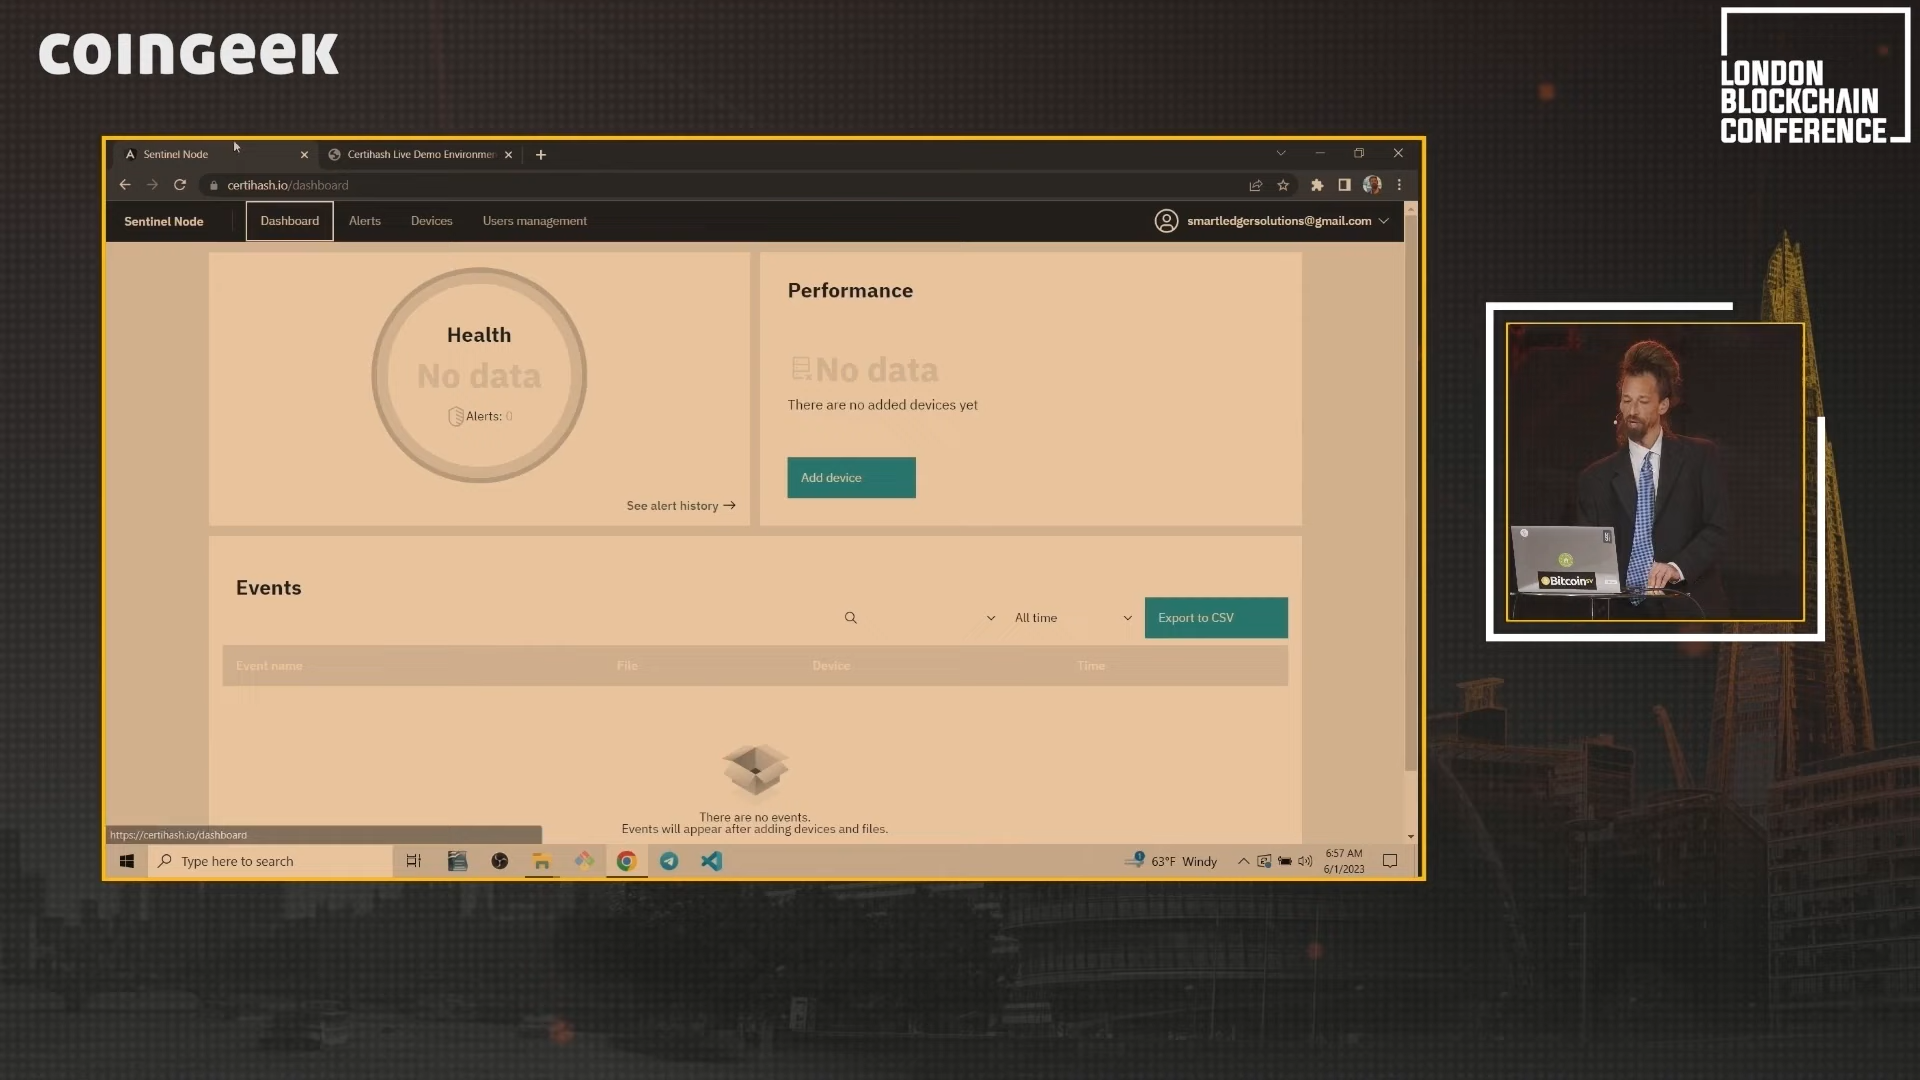 COINGEEK
LONDON
BLOCKCHAIN
CONFERENCE
Sentinel Node
Certihash Live Demo Environmen
certihash.io/dashboard
Sentinel Node
Dashboard
Alerts
Devices
Users management
smartledgersolutions@gmail.com
Health
No data
Alerts: 0
See alert history →
Performance
No data
There are no added devices yet
Add device
Events
All time
Export to CSV
Event name
File
Device
Time
There are no events.
Events will appear after adding devices and files.
https://certihash.io/dashboard
Type here to search
63°F Windy
6:57 AM
6/1/2023
BitcoinSV